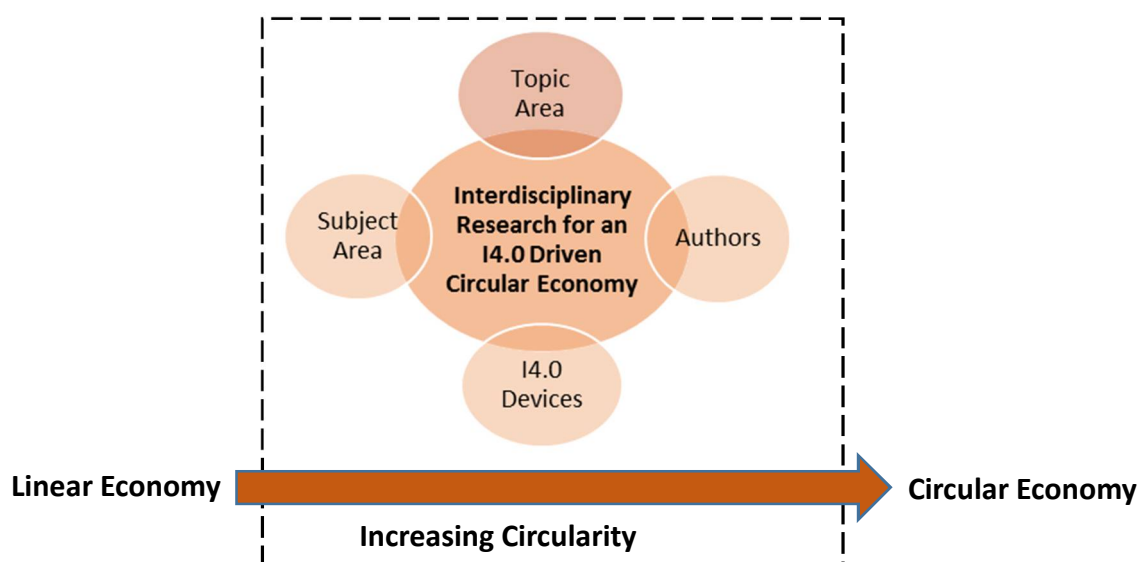 Topic
Area
Interdisciplinary
Research for an
I4.0 Driven
Circular Economy
Subject
Area
Authors
I4.0
Devices
Linear Economy
Circular Economy
Increasing Circularity